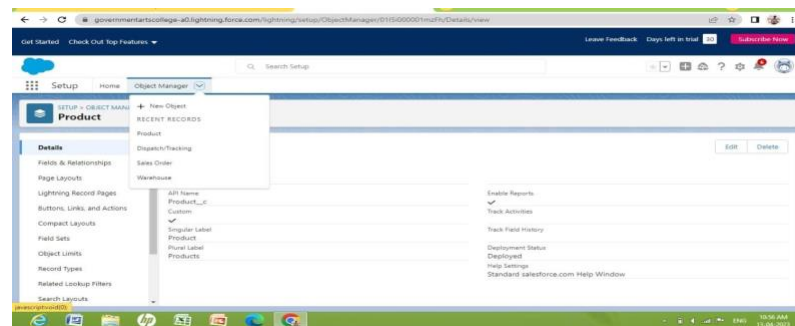 governmentartscollege-a0.lightning.force.com/lightning/setup/ObjectManager/01ISi000001mzFh/Details/view
Get Started Check Out Top Features
Leave Feedback Days left in trial 30 Subscribe Now
Search Setup
Setup Home Object Manager
SETUP > OBJECT MANA
Product
+ New Object
RECENT RECORDS
Product
Dispatch/Tracking
Sales Order
Warehouse
Details
Fields & Relationships
Page Layouts
Lightning Record Pages
Buttons, Links, and Actions
Compact Layouts
Field Sets
Object Limits
Record Types
Related Lookup Filters
Search Layouts
Edit Delete
API Name
Product__c
Custom
Singular Label
Product
Plural Label
Products
Enable Reports
Track Activities
Track Field History
Deployment Status
Deployed
Help Settings
Standard salesforce.com Help Window
javascript:void(0);
ENG
10:16 AM
15-04-2023